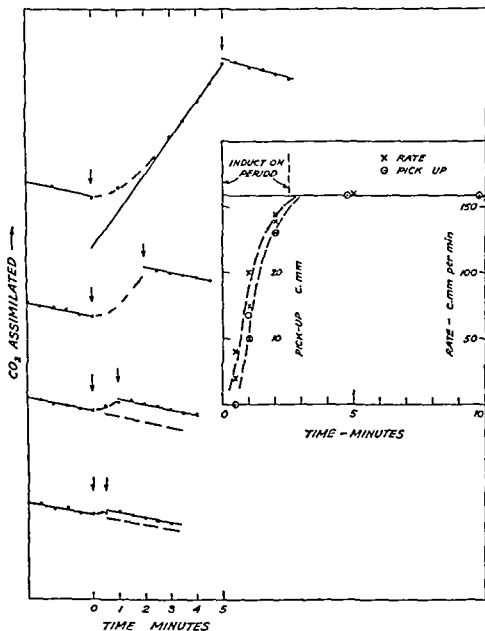 INDUCT ON
PERIOD
× RATE
⊙ PICK UP
150
100
50
20
10
PICK-UP C.MM
RATE - C.MM PER MIN
0
5
10
TIME - MINUTES
CO₂ ASSIMILATED →
0 1 2 3 4 5
TIME MINUTES